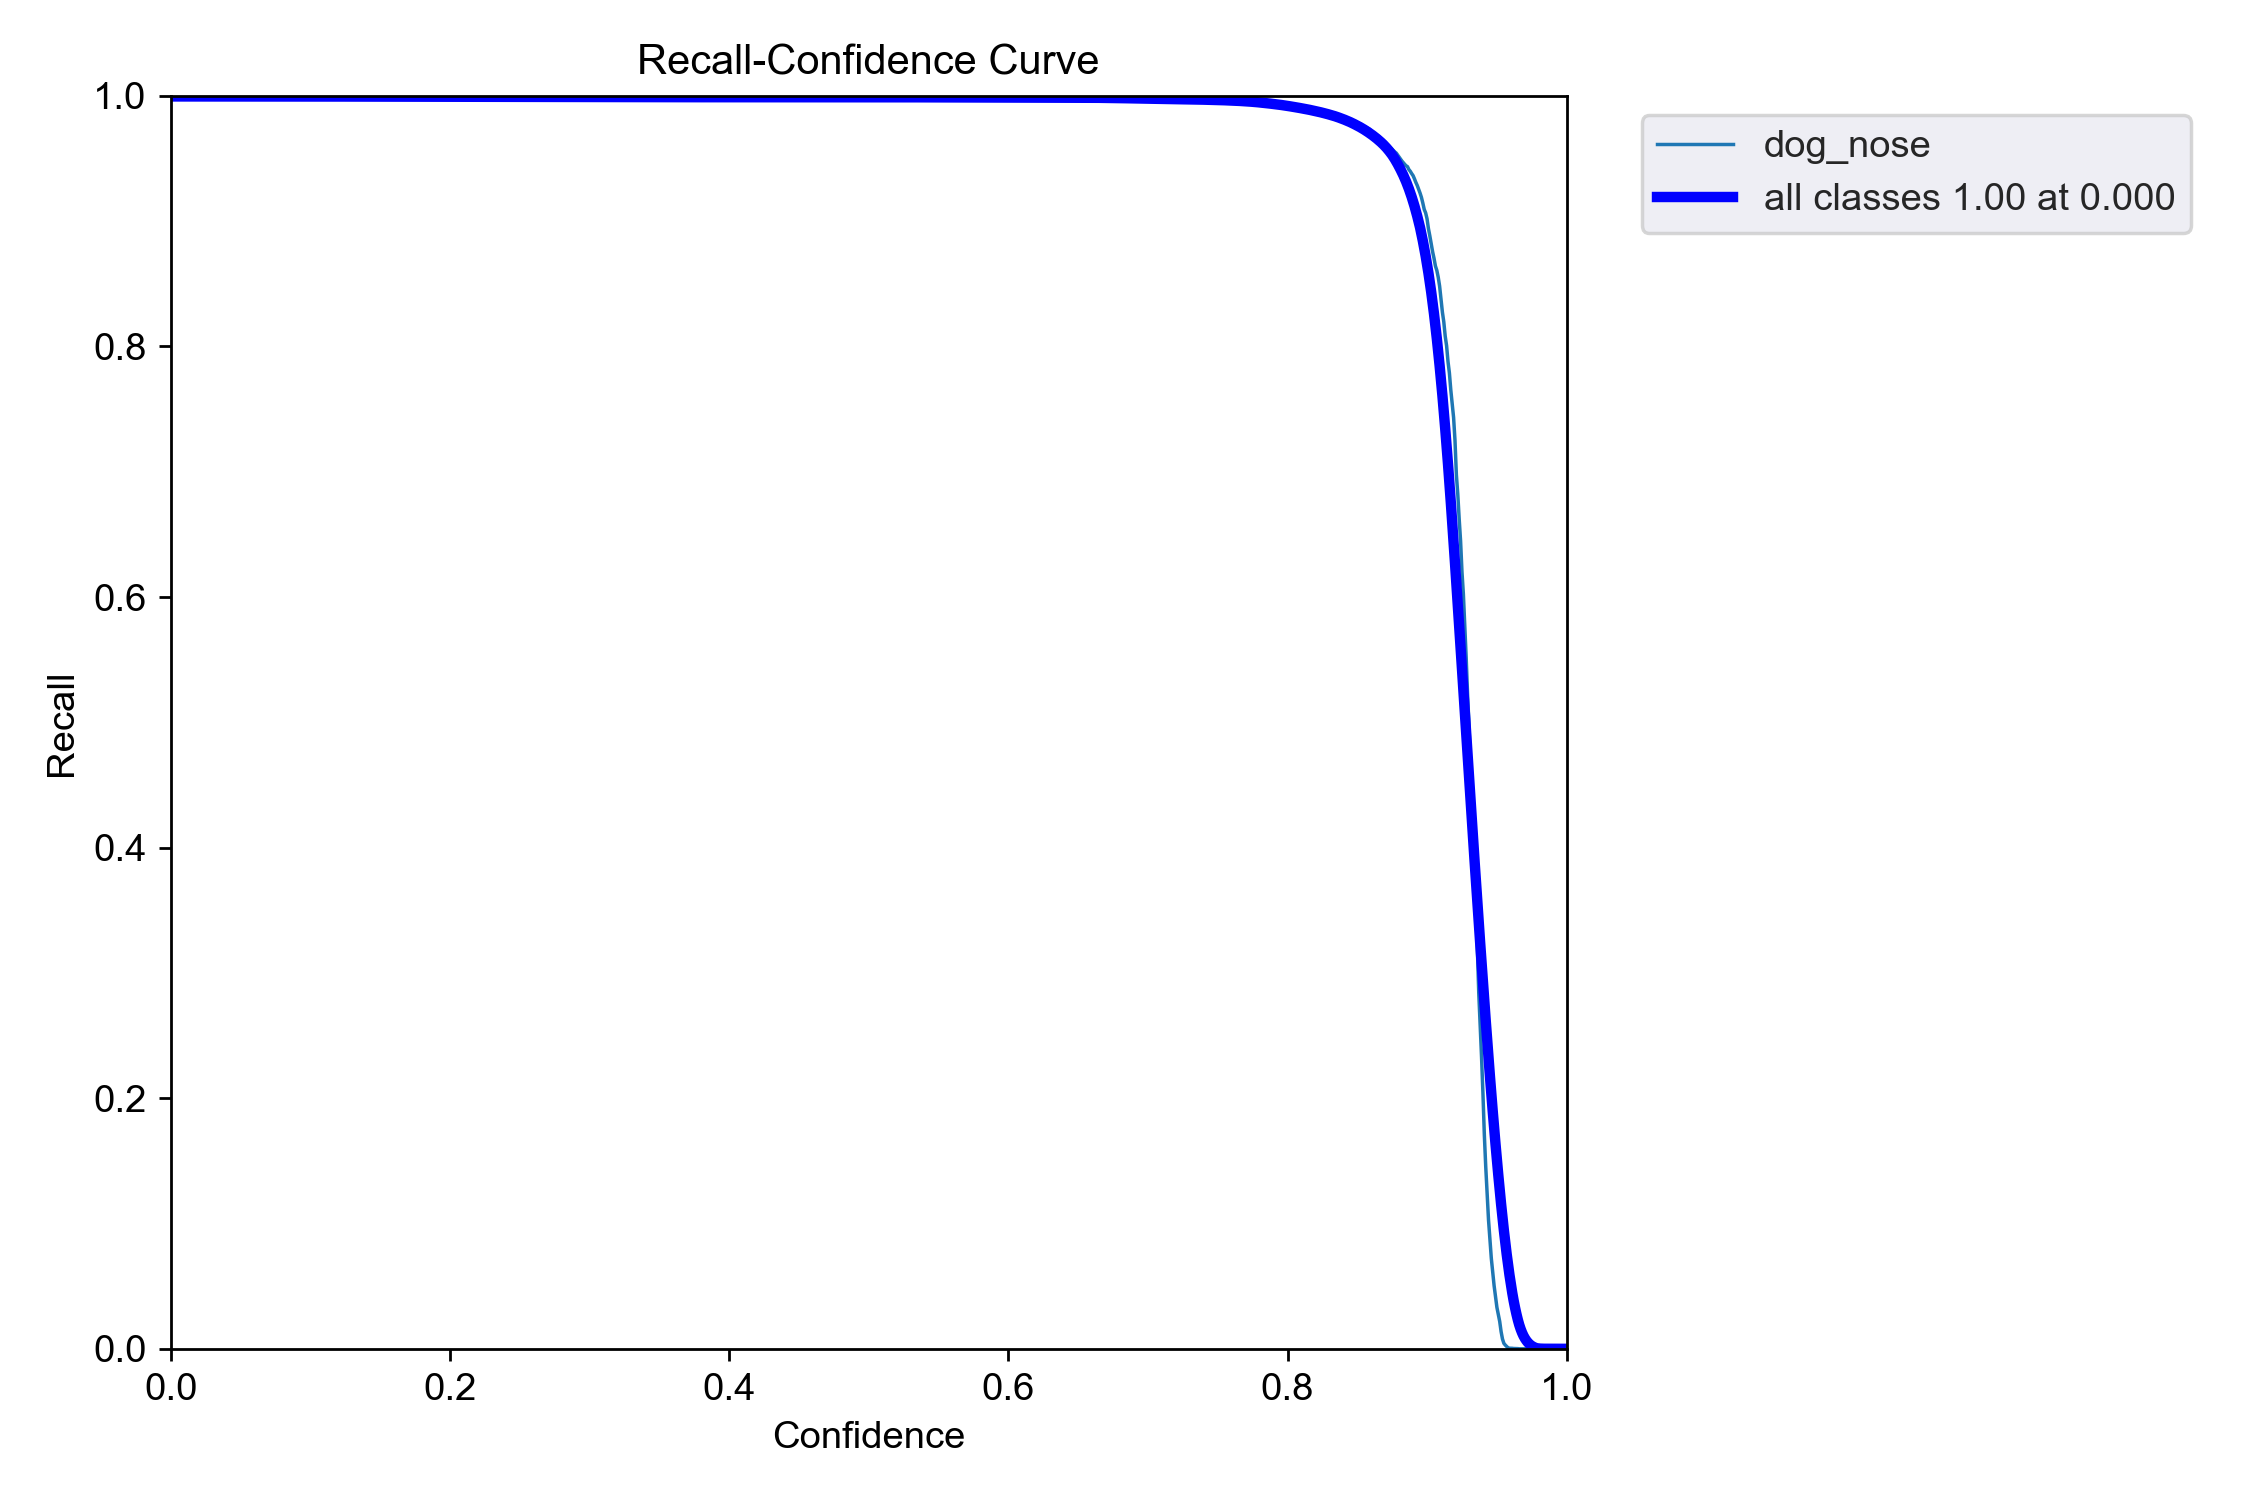 Recall-Confidence Curve
1.0
0.8
0.6
0.4
0.2
0.0
Recall
0.0 0.2 0.4 0.6 0.8 1.0
Confidence
dog_nose
all classes 1.00 at 0.000